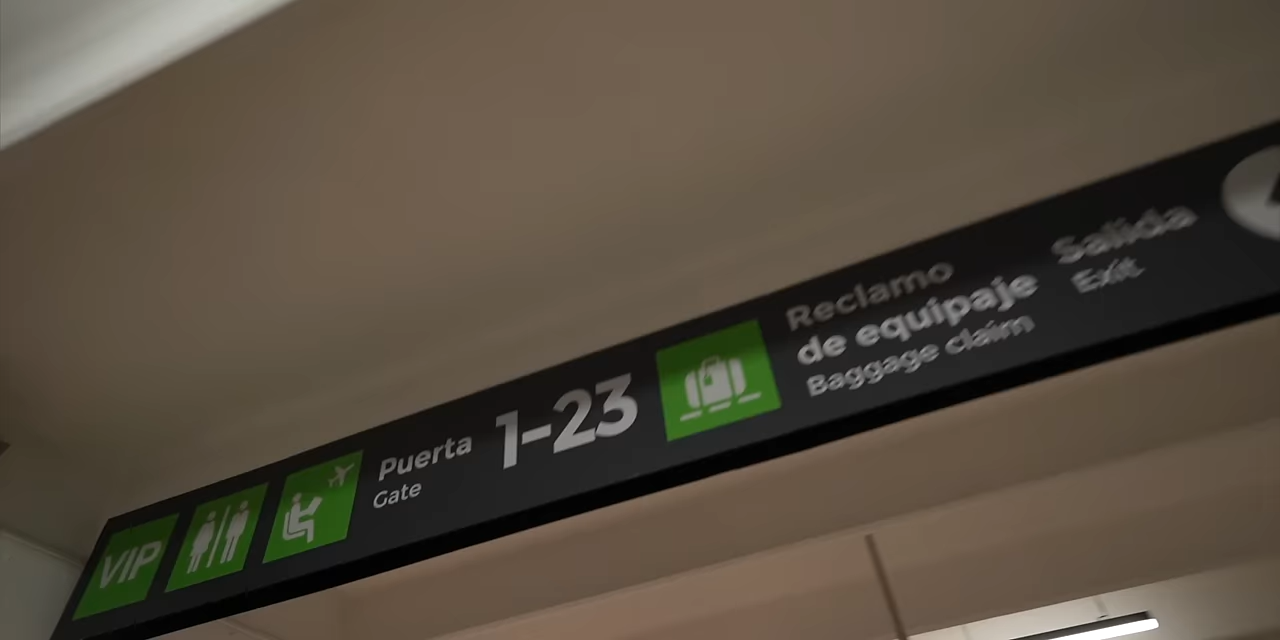 VIP
Puerta
Gate
1-23
Reclamo
de equipaje
Baggage claim
Salida
Exit